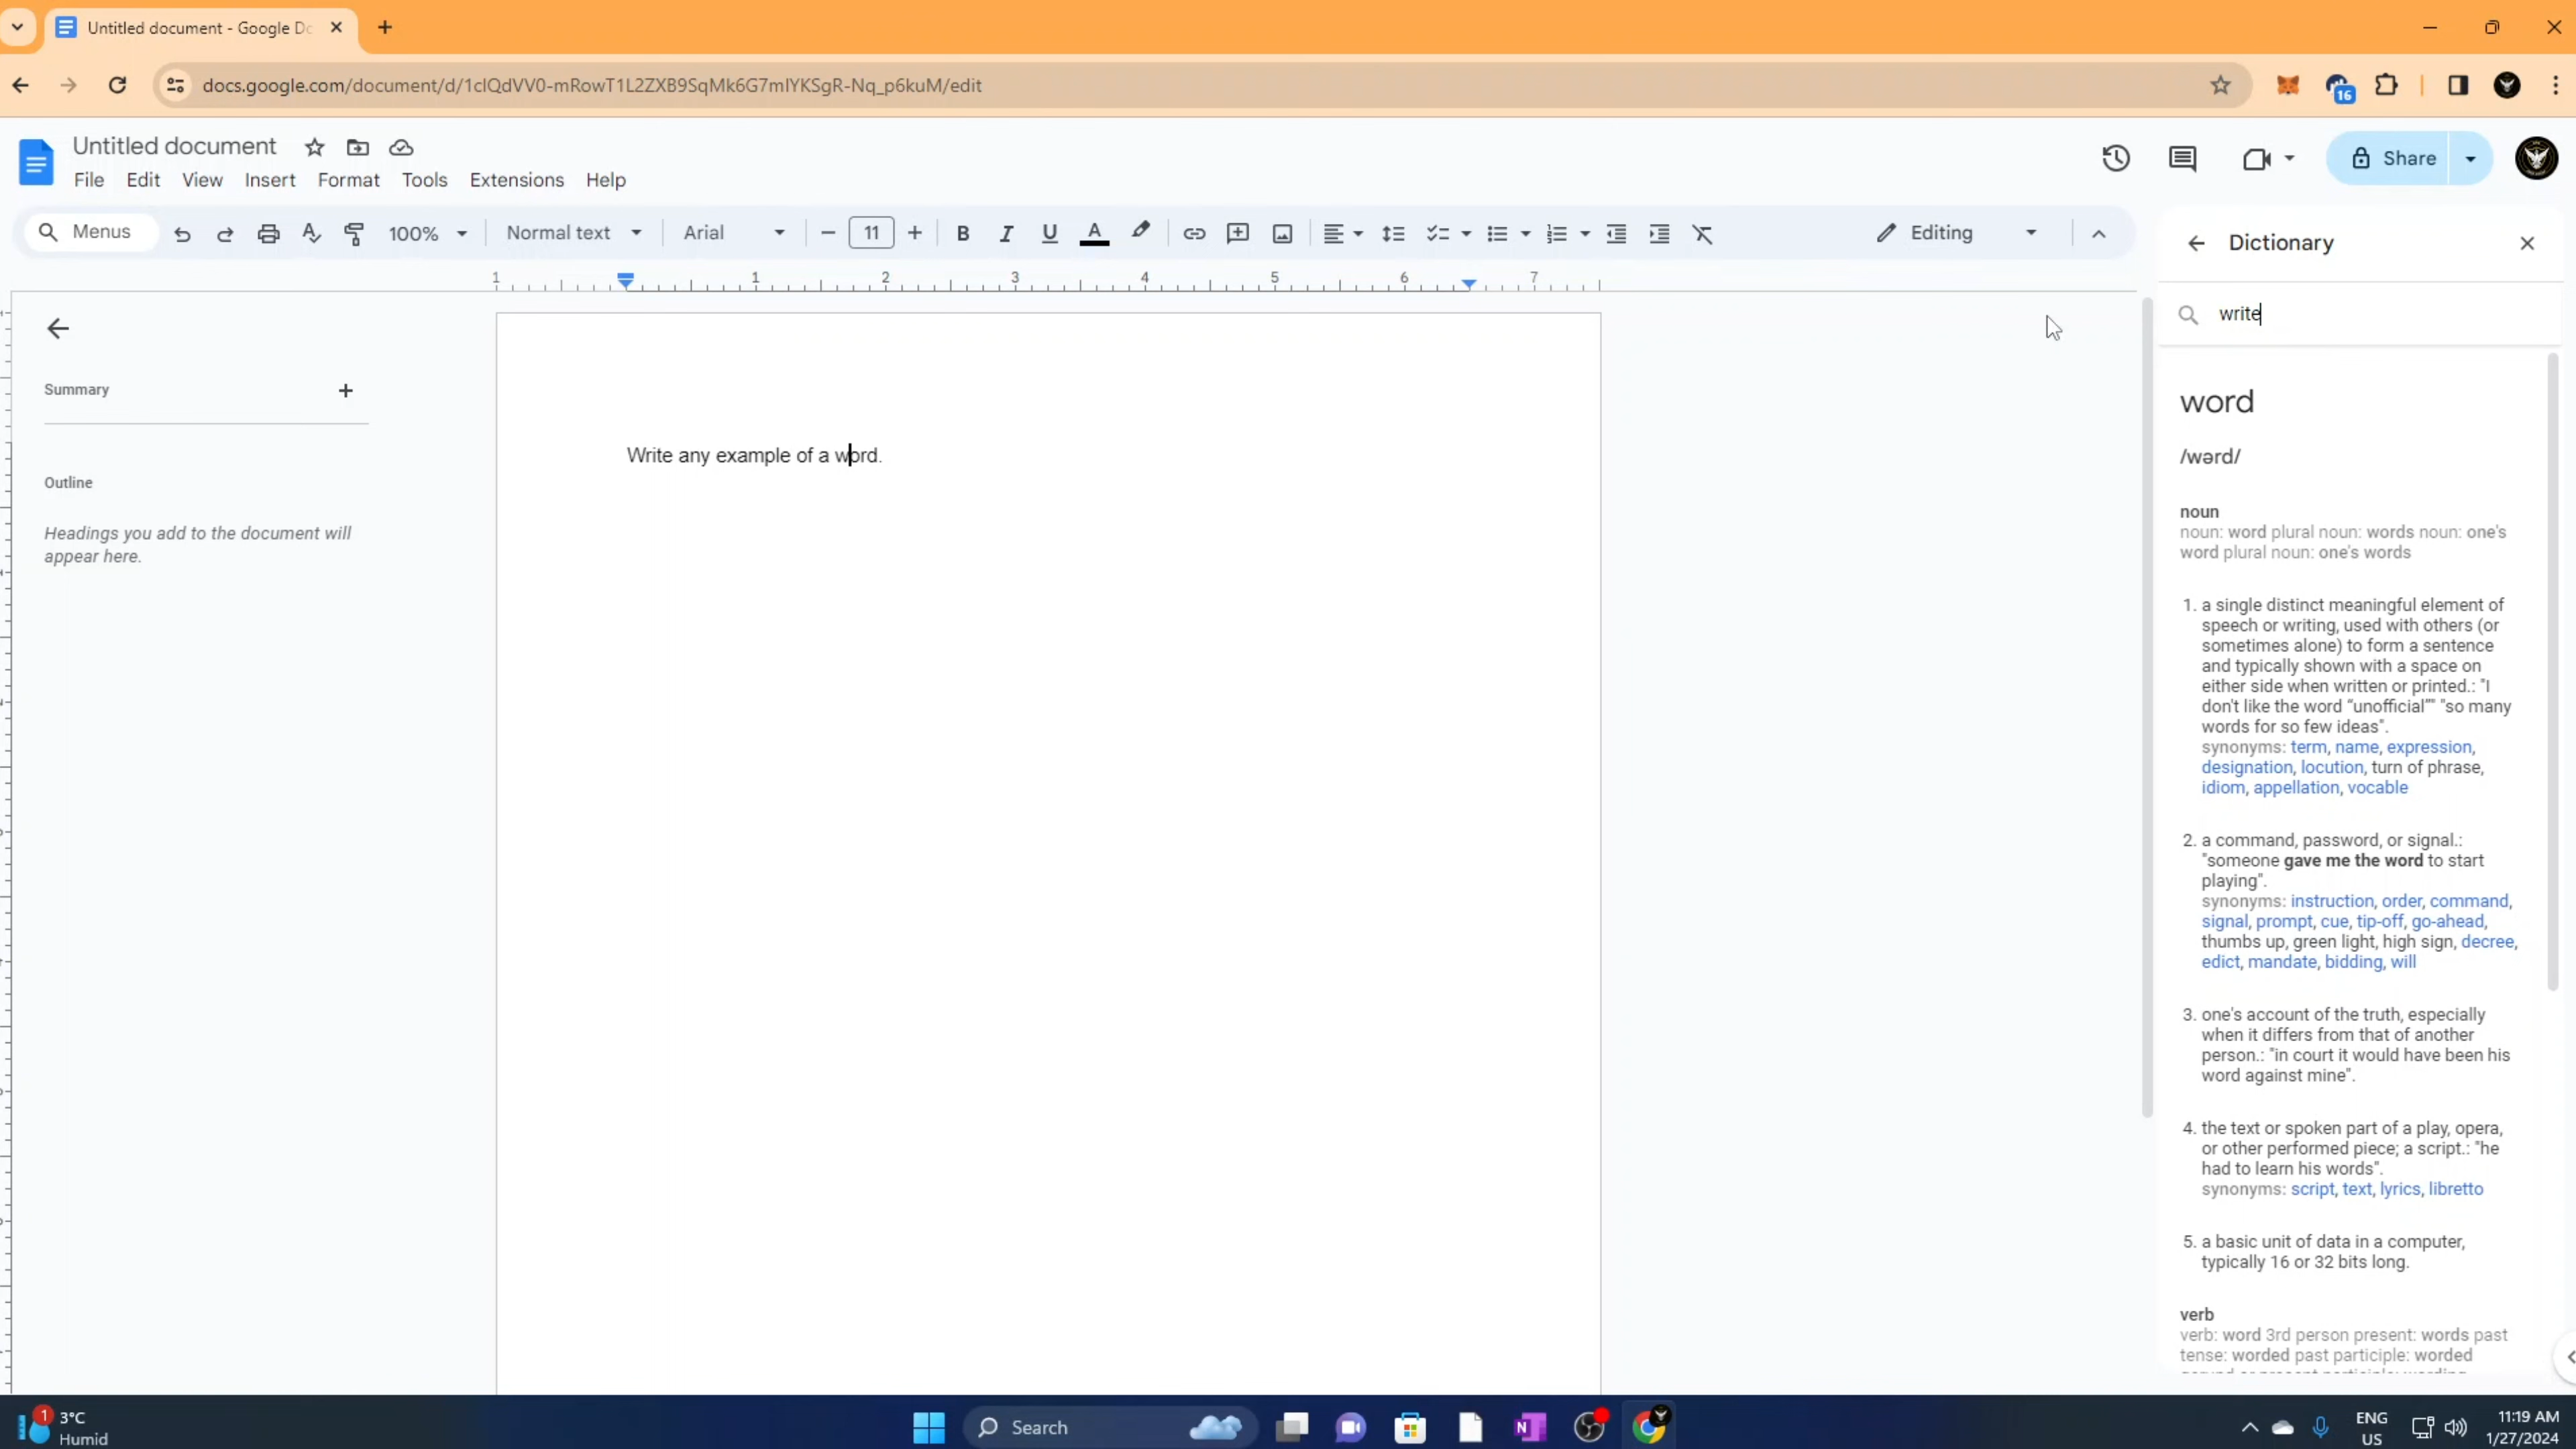 Untitled document - Google Do
docs.google.com/document/d/1clQdVV0-mRowT1L2ZXB9SqMk6G7mIYKSgR-Nq_p6kuM/edit
16
Untitled document
File Edit View Insert Format Tools Extensions Help
Share
Menus 100% Normal text Arial 11 B I U A Editing
1 1 2 3 4 5 6 7
Summary
Outline
Headings you add to the document will
appear here.
Write any example of a word.
Dictionary
write
word
/wərd/
noun
noun: word plural noun: words noun: one's
word plural noun: one's words
1. a single distinct meaningful element of
speech or writing, used with others (or
sometimes alone) to form a sentence
and typically shown with a space on
either side when written or printed.: "I
don't like the word “unofficial”" "so many
words for so few ideas".
synonyms: term, name, expression,
designation, locution, turn of phrase,
idiom, appellation, vocable
2. a command, password, or signal.:
"someone gave me the word to start
playing".
synonyms: instruction, order, command,
signal, prompt, cue, tip-off, go-ahead,
thumbs up, green light, high sign, decree,
edict, mandate, bidding, will
3. one's account of the truth, especially
when it differs from that of another
person.: "in court it would have been his
word against mine".
4. the text or spoken part of a play, opera,
or other performed piece; a script.: "he
had to learn his words".
synonyms: script, text, lyrics, libretto
5. a basic unit of data in a computer,
typically 16 or 32 bits long.
verb
verb: word 3rd person present: words past
tense: worded past participle: worded
1
3°C
Humid
Search
N
ENG
US
11:19 AM
1/27/2024